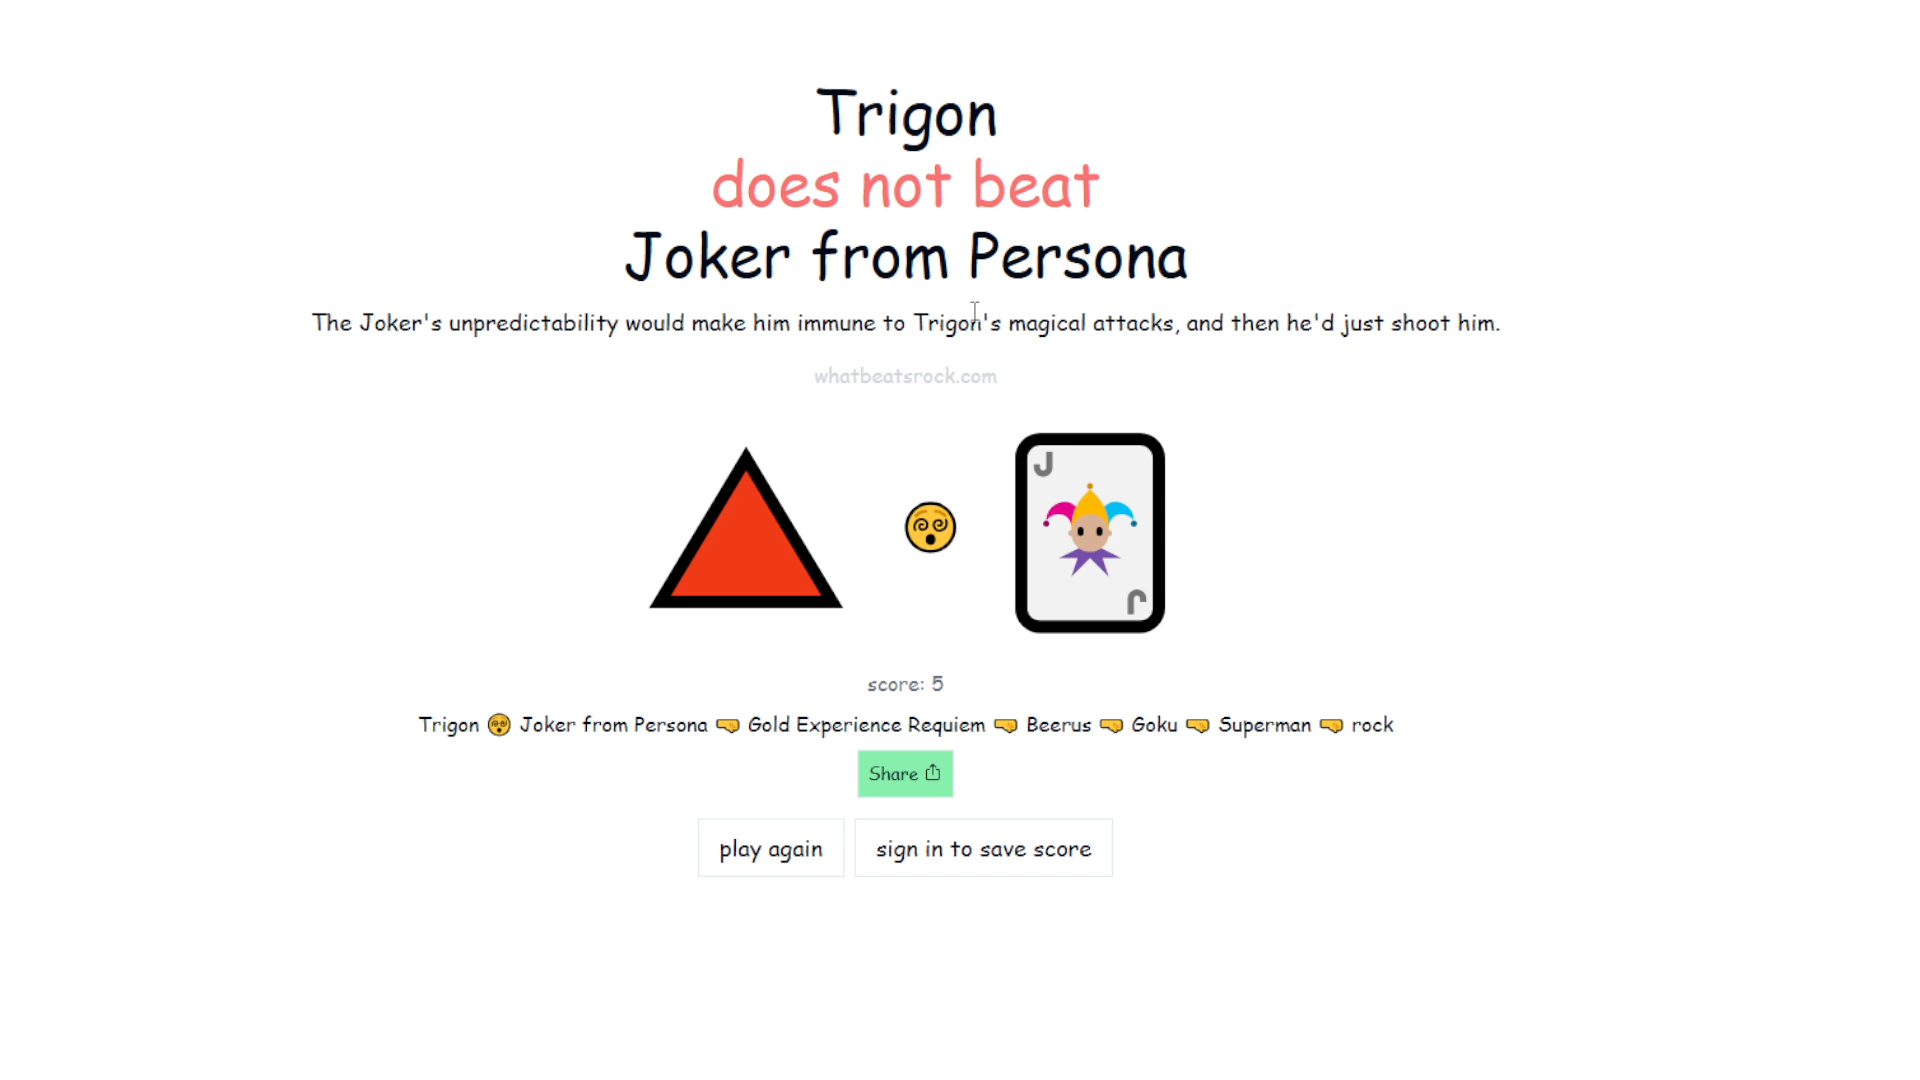 Trigon
does not beat
Joker from Persona
The Joker's unpredictability would make him immune to Trigon's magical attacks, and then he'd just shoot him.
whatbeatsrock.com
J
J
score: 5
Trigon 😵‍💫 Joker from Persona 🤜 Gold Experience Requiem 🤜 Beerus 🤜 Goku 🤜 Superman 🤜 rock
Share
play again
sign in to save score